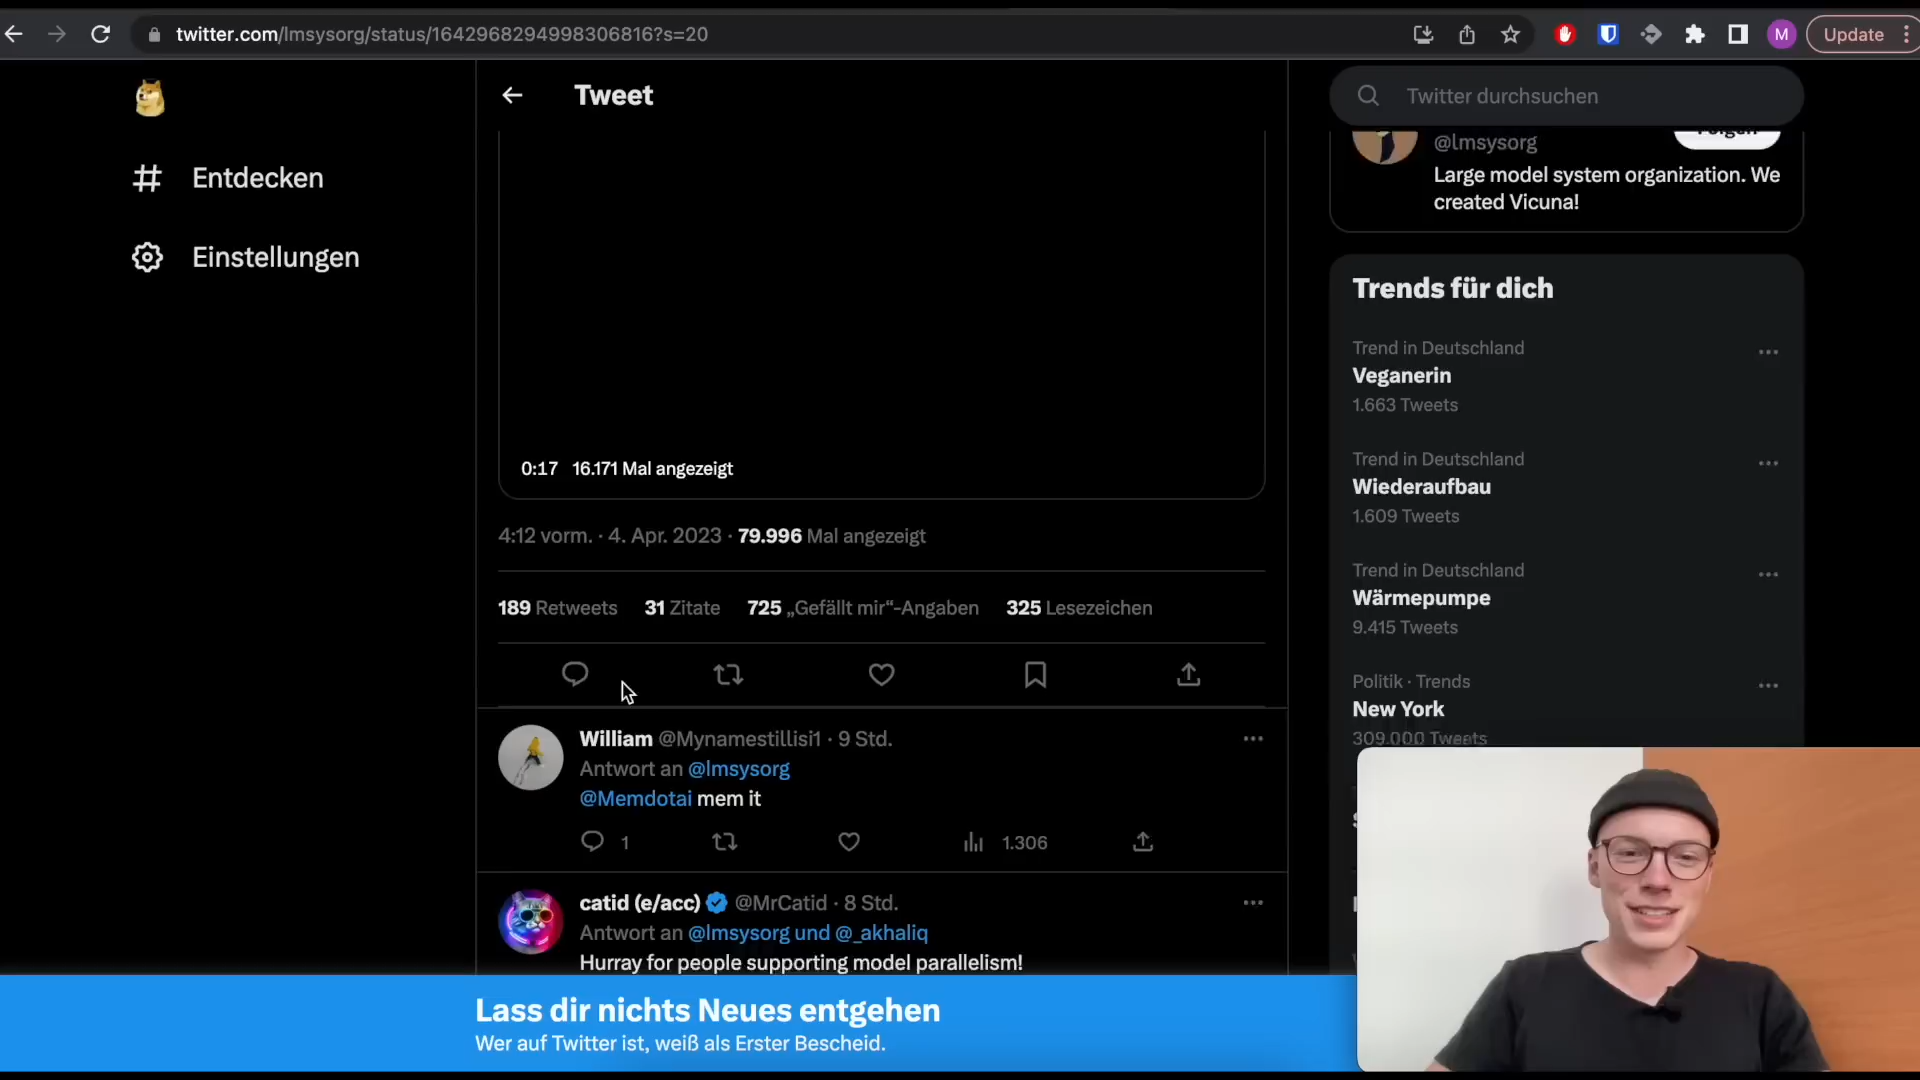 twitter.com/lmsysorg/status/1642968294998306816?s=20
M
Update
Tweet
Twitter durchsuchen
Entdecken
Einstellungen
@lmsysorg
Folgen
Large model system organization. We
created Vicuna!
Trends für dich
Trend in Deutschland
Veganerin
1.663 Tweets
Trend in Deutschland
Wiederaufbau
1.609 Tweets
Trend in Deutschland
Wärmepumpe
9.415 Tweets
Politik · Trends
New York
309.000 Tweets
0:17 16.171 Mal angezeigt
4:12 vorm. · 4. Apr. 2023 · 79.996 Mal angezeigt
189 Retweets 31 Zitate 725 „Gefällt mir“-Angaben 325 Lesezeichen
William @Mynamestillisi1 · 9 Std.
Antwort an @lmsysorg
@Memdotai mem it
1 1.306
catid (e/acc) @MrCatid · 8 Std.
Antwort an @lmsysorg und @_akhaliq
Hurray for people supporting model parallelism!
Lass dir nichts Neues entgehen
Wer auf Twitter ist, weiß als Erster Bescheid.